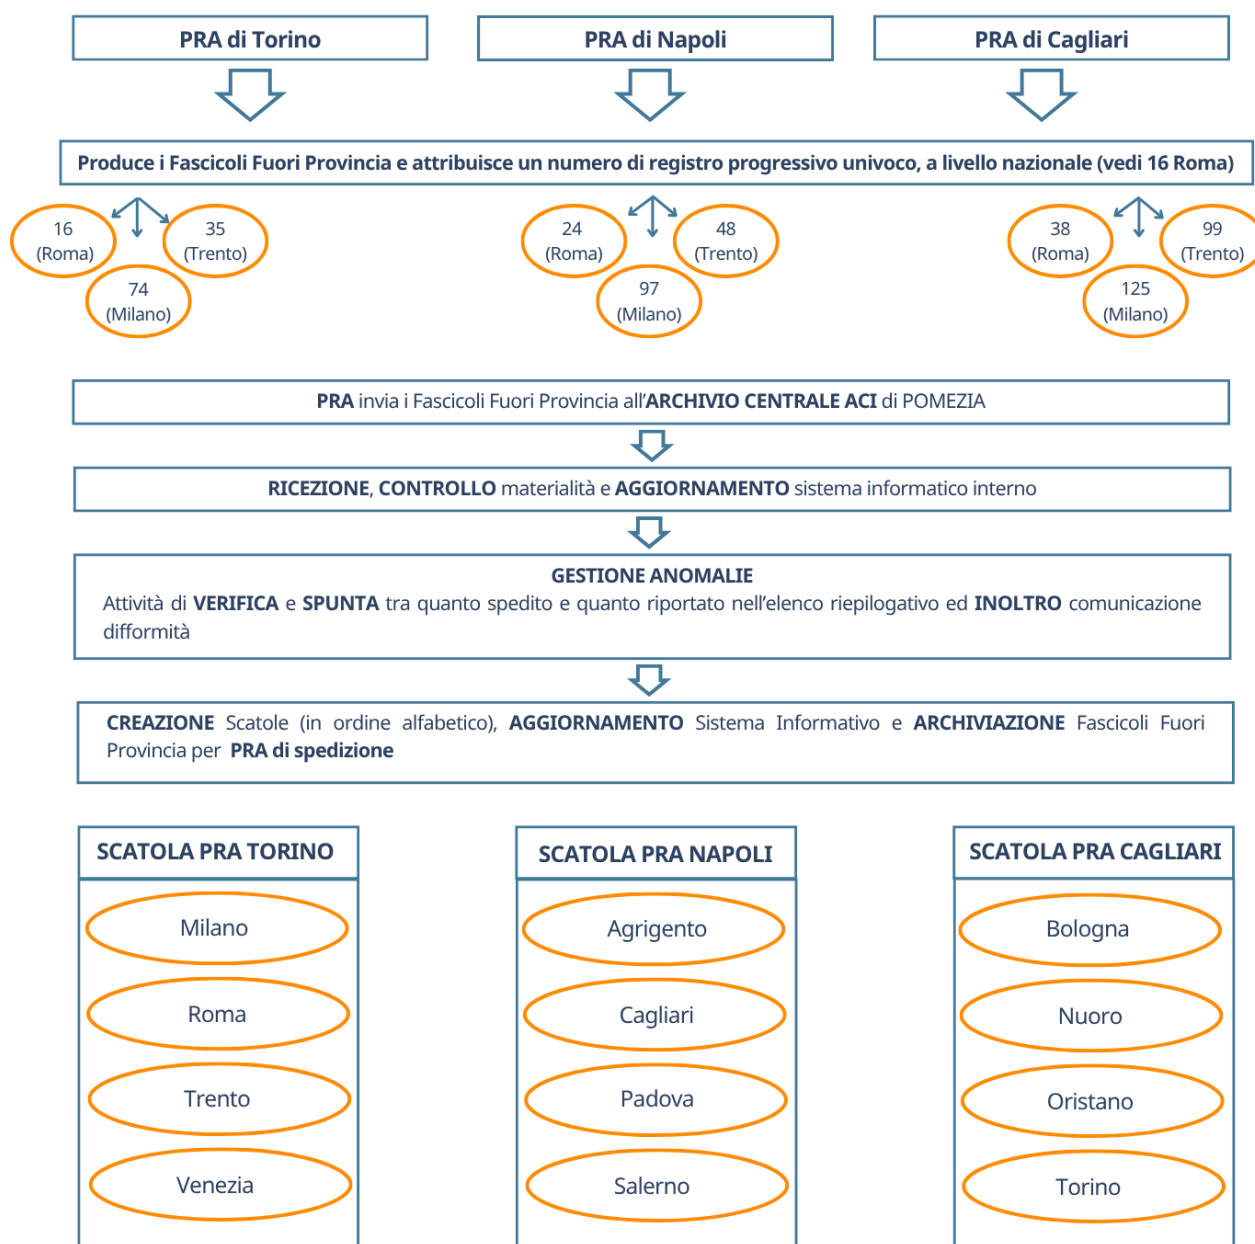 PRA di Torino
PRA di Napoli
PRA di Cagliari
Produce i Fascicoli Fuori Provincia e attribuisce un numero di registro progressivo univoco, a livello nazionale (vedi 16 Roma)
16
(Roma)
35
(Trento)
74
(Milano)
24
(Roma)
48
(Trento)
97
(Milano)
38
(Roma)
99
(Trento)
125
(Milano)
PRA invia i Fascicoli Fuori Provincia all'ARCHIVIO CENTRALE ACI di POMEZIA
RICEZIONE, CONTROLLO materialità e AGGIORNAMENTO sistema informatico interno
GESTIONE ANOMALIE
Attività di VERIFICA e SPUNTA tra quanto spedito e quanto riportato nell'elenco riepilogativo ed INOLTRO comunicazione
difformità
CREAZIONE Scatole (in ordine alfabetico), AGGIORNAMENTO Sistema Informativo e ARCHIVIAZIONE Fascicoli Fuori
Provincia per PRA di spedizione
SCATOLA PRA TORINO
Milano
Roma
Trento
Venezia
SCATOLA PRA NAPOLI
Agrigento
Cagliari
Padova
Salerno
SCATOLA PRA CAGLIARI
Bologna
Nuoro
Oristano
Torino